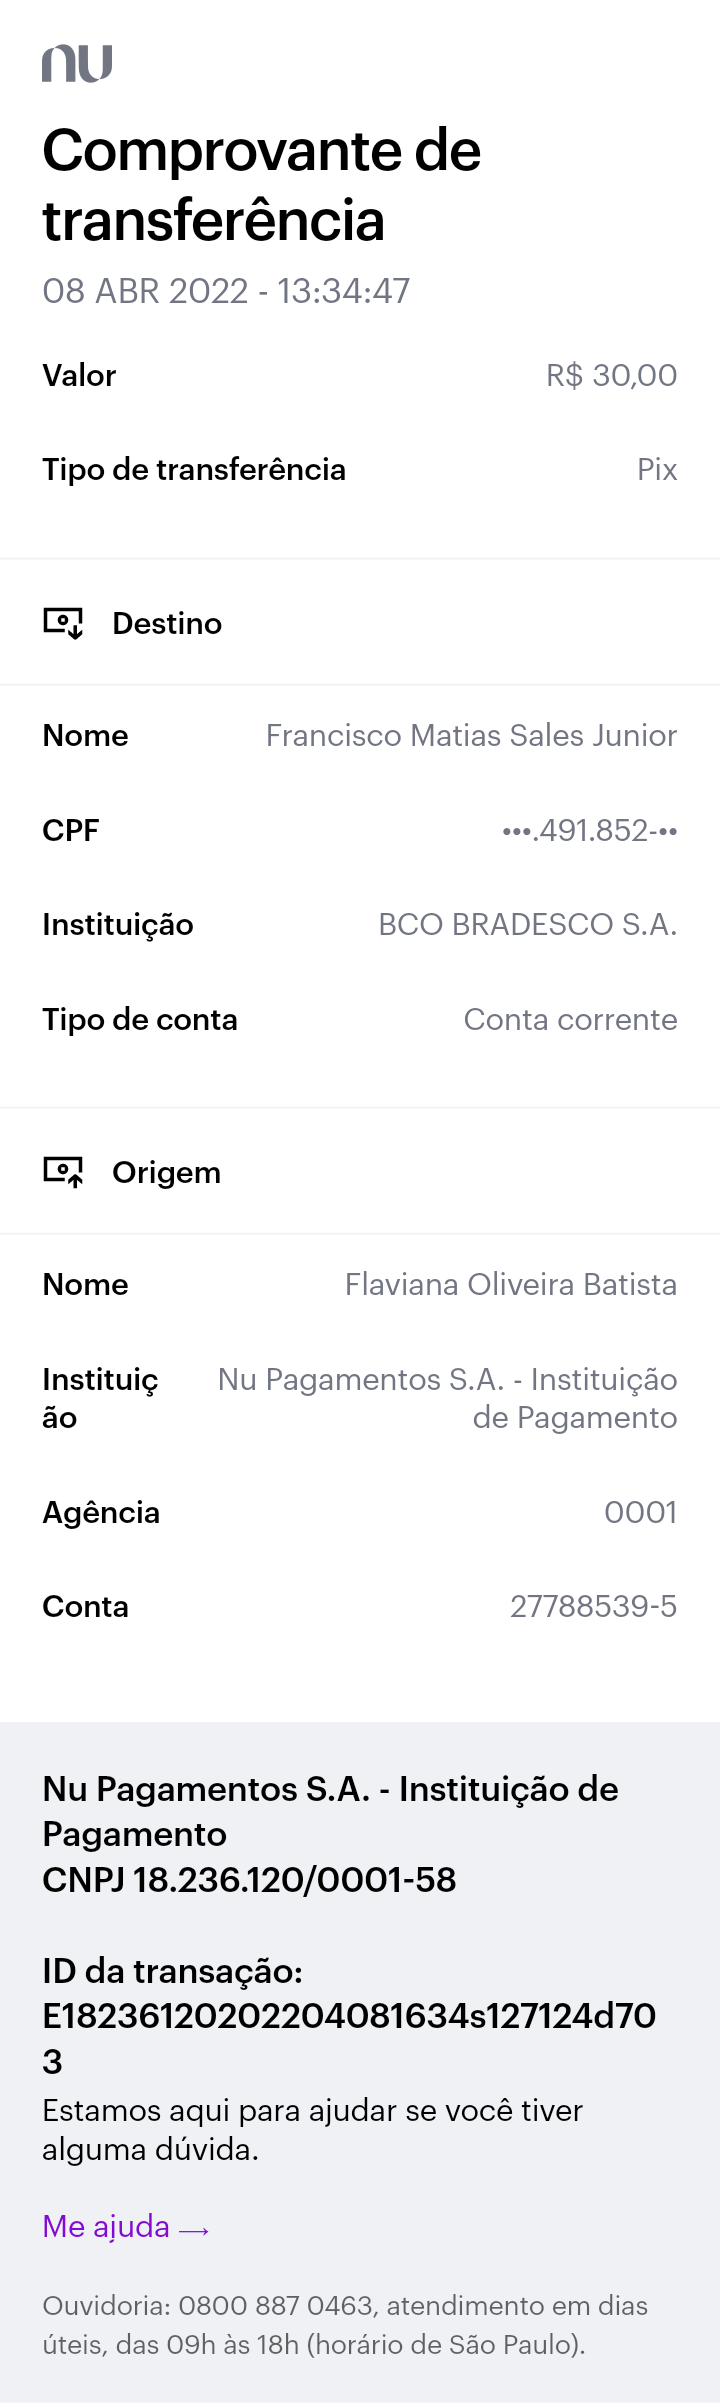 nu
Comprovante de
transferência
08 ABR 2022 - 13:34:47
Valor R$ 30,00
Tipo de transferência Pix
Destino
Nome Francisco Matias Sales Junior
CPF •••.491.852-••
Instituição BCO BRADESCO S.A.
Tipo de conta Conta corrente
Origem
Nome Flaviana Oliveira Batista
Instituiç Nu Pagamentos S.A. - Instituição
ão de Pagamento
Agência 0001
Conta 27788539-5
Nu Pagamentos S.A. - Instituição de
Pagamento
CNPJ 18.236.120/0001-58
ID da transação:
E18236120202204081634s127124d70
3
Estamos aqui para ajudar se você tiver
alguma dúvida.
Me ajuda →
Ouvidoria: 0800 887 0463, atendimento em dias
úteis, das 09h às 18h (horário de São Paulo).